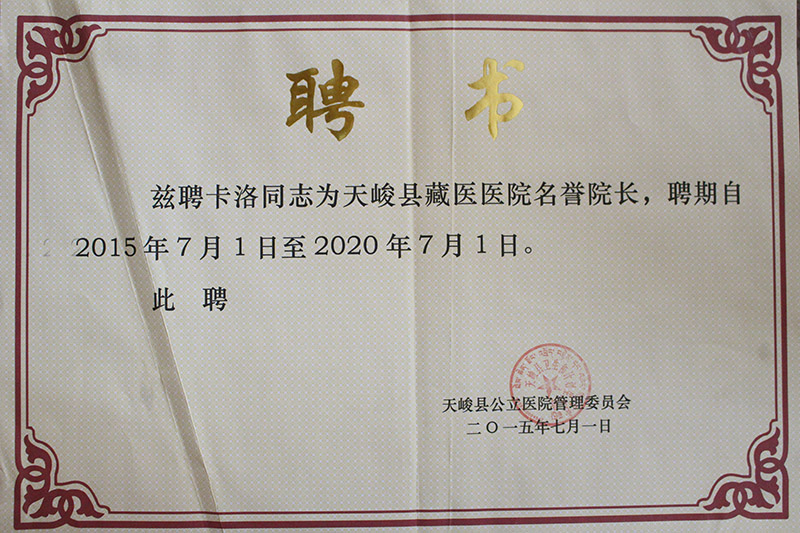 聘 书
兹聘卡洛同志为天峻县藏医医院名誉院长，聘期自
2015年7月1日至2020年7月1日。
此 聘
天峻县公立医院管理委员会
二〇一五年七月一日